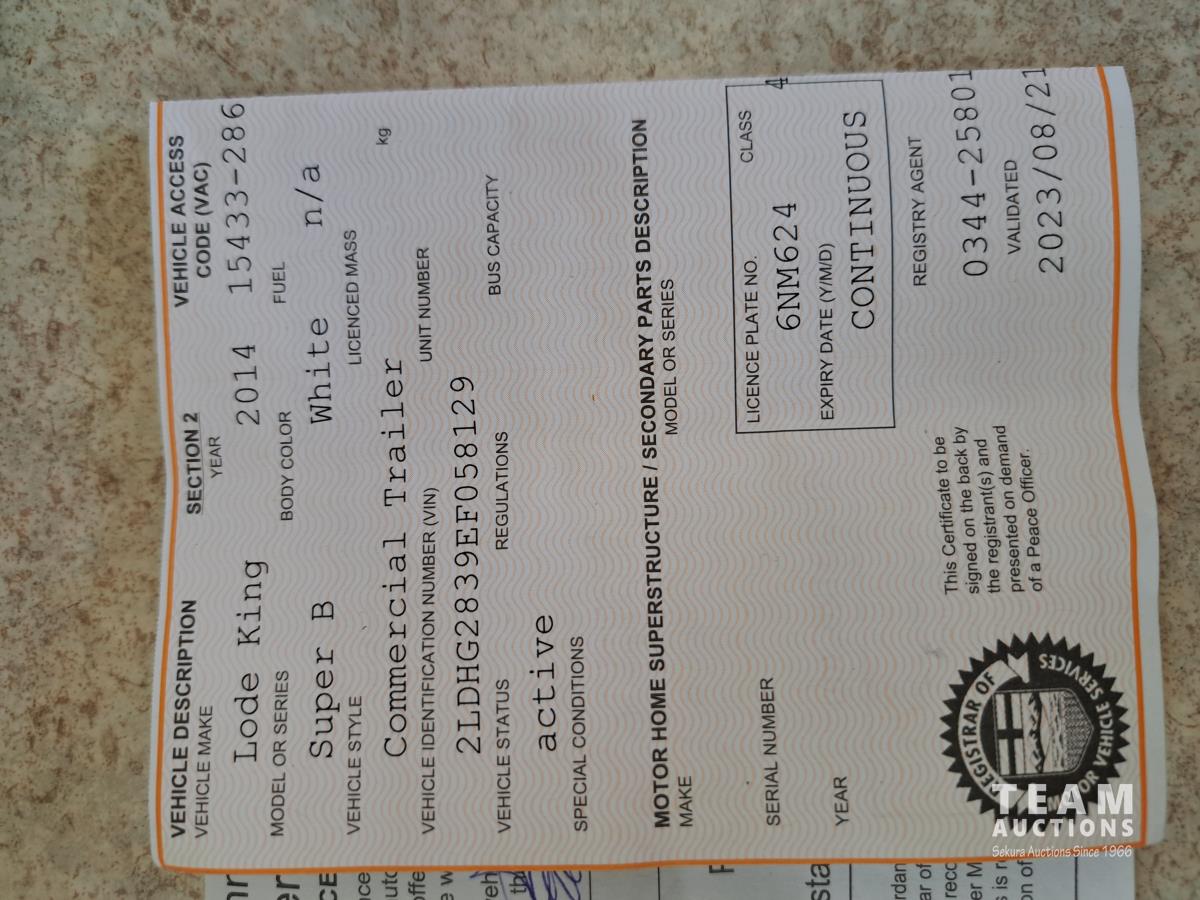 VEHICLE DESCRIPTION SECTION 2 VEHICLE ACCESS
VEHICLE MAKE YEAR CODE (VAC)
Lode King 2014 15433-286
MODEL OR SERIES BODY COLOR FUEL
Super B White n/a
VEHICLE STYLE LICENCED MASS
Commercial Trailer kg
VEHICLE IDENTIFICATION NUMBER (VIN) UNIT NUMBER
2LDHG2839EF058129
VEHICLE STATUS REGULATIONS BUS CAPACITY
active
SPECIAL CONDITIONS
MOTOR HOME SUPERSTRUCTURE / SECONDARY PARTS DESCRIPTION
MAKE MODEL OR SERIES
SERIAL NUMBER
YEAR
LICENCE PLATE NO. CLASS
6NM624 4
EXPIRY DATE (Y/M/D)
CONTINUOUS
REGISTRY AGENT
0344-25801
VALIDATED
2023/08/21
This Certificate to be
signed on the back by
the registrant(s) and
presented on demand
of a Peace Officer.
REGISTRAR OF
MOTOR VEHICLE SERVICES
TEAM
AUCTIONS
Sekura Auctions Since 1966